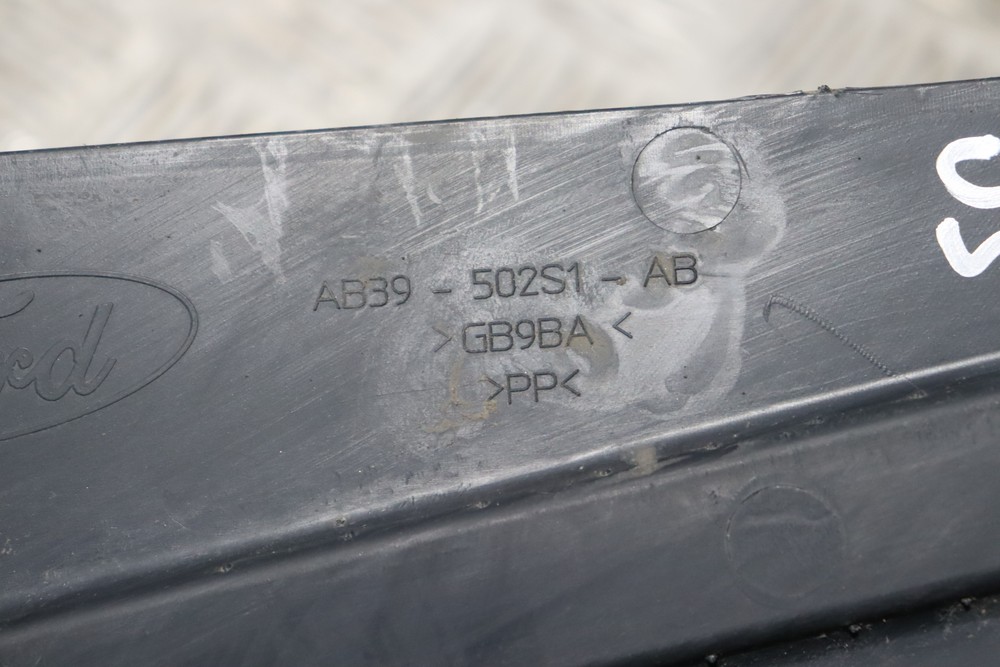 Ford
AB39 - 502S1 - AB
>GB9BA <
>PP<